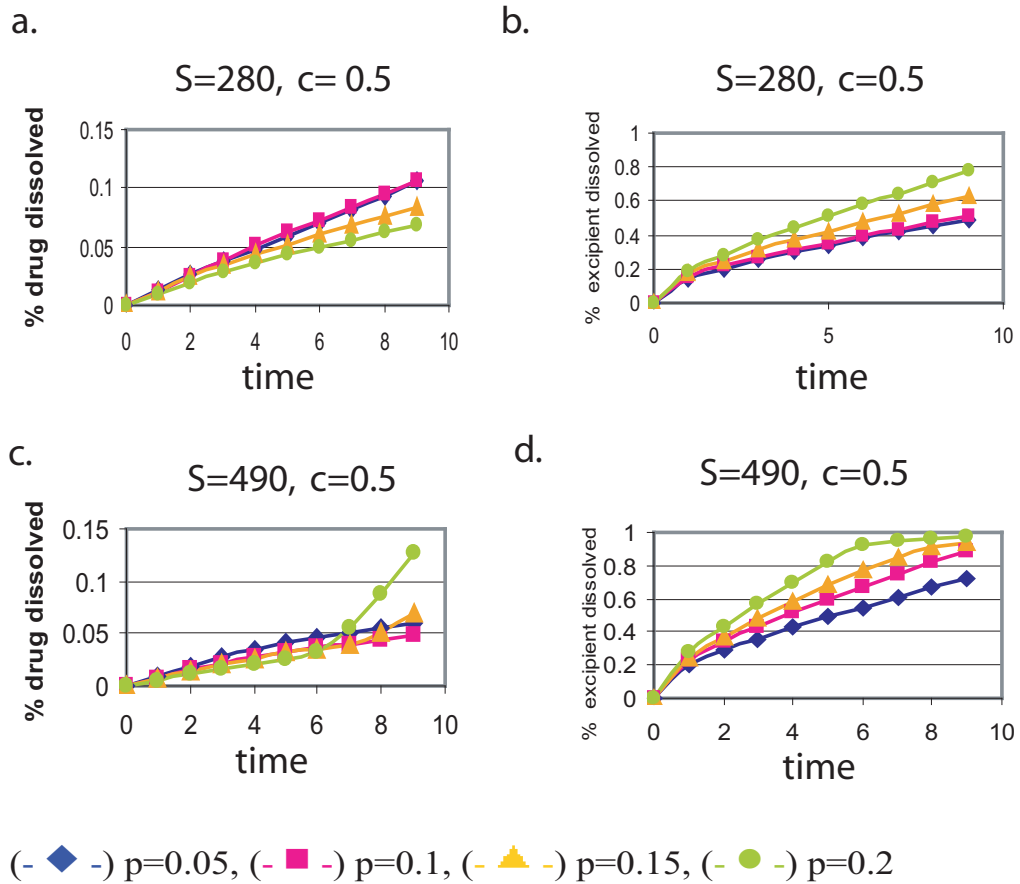 a.
S=280, c= 0.5
% drug dissolved
0.15
0.1
0.05
0
0 2 4 6 8 10
time
b.
S=280, c=0.5
% excipient dissolved
1
0.8
0.6
0.4
0.2
0
0 5 10
time
c.
S=490, c=0.5
% drug dissolved
0.15
0.1
0.05
0
0 2 4 6 8 10
time
d.
S=490, c=0.5
% excipient dissolved
1
0.8
0.6
0.4
0.2
0
0 2 4 6 8 10
time
(- -) p=0.05, (- -) p=0.1, (- -) p=0.15, (- -) p=0.2